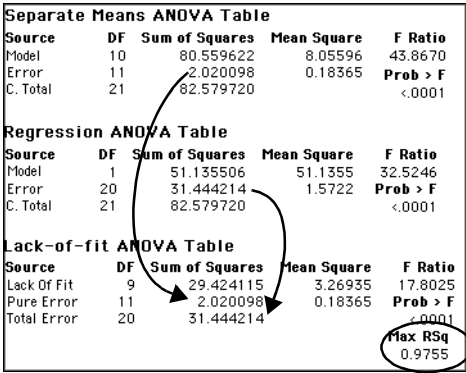 Separate Means ANOVA Table
Source DF Sum of Squares Mean Square F Ratio
Model 10 80.559622 8.05596 43.8670
Error 11 2.020098 0.18365 Prob > F
C. Total 21 82.579720 <.0001
Regression ANOVA Table
Source DF Sum of Squares Mean Square F Ratio
Model 1 51.135506 51.1355 32.5246
Error 20 31.444214 1.5722 Prob > F
C. Total 21 82.579720 <.0001
Lack-of-fit ANOVA Table
Source DF Sum of Squares Mean Square F Ratio
Lack Of Fit 9 29.424115 3.26935 17.8025
Pure Error 11 2.020098 0.18365 Prob > F
Total Error 20 31.444214 <.0001
Max RSq
0.9755